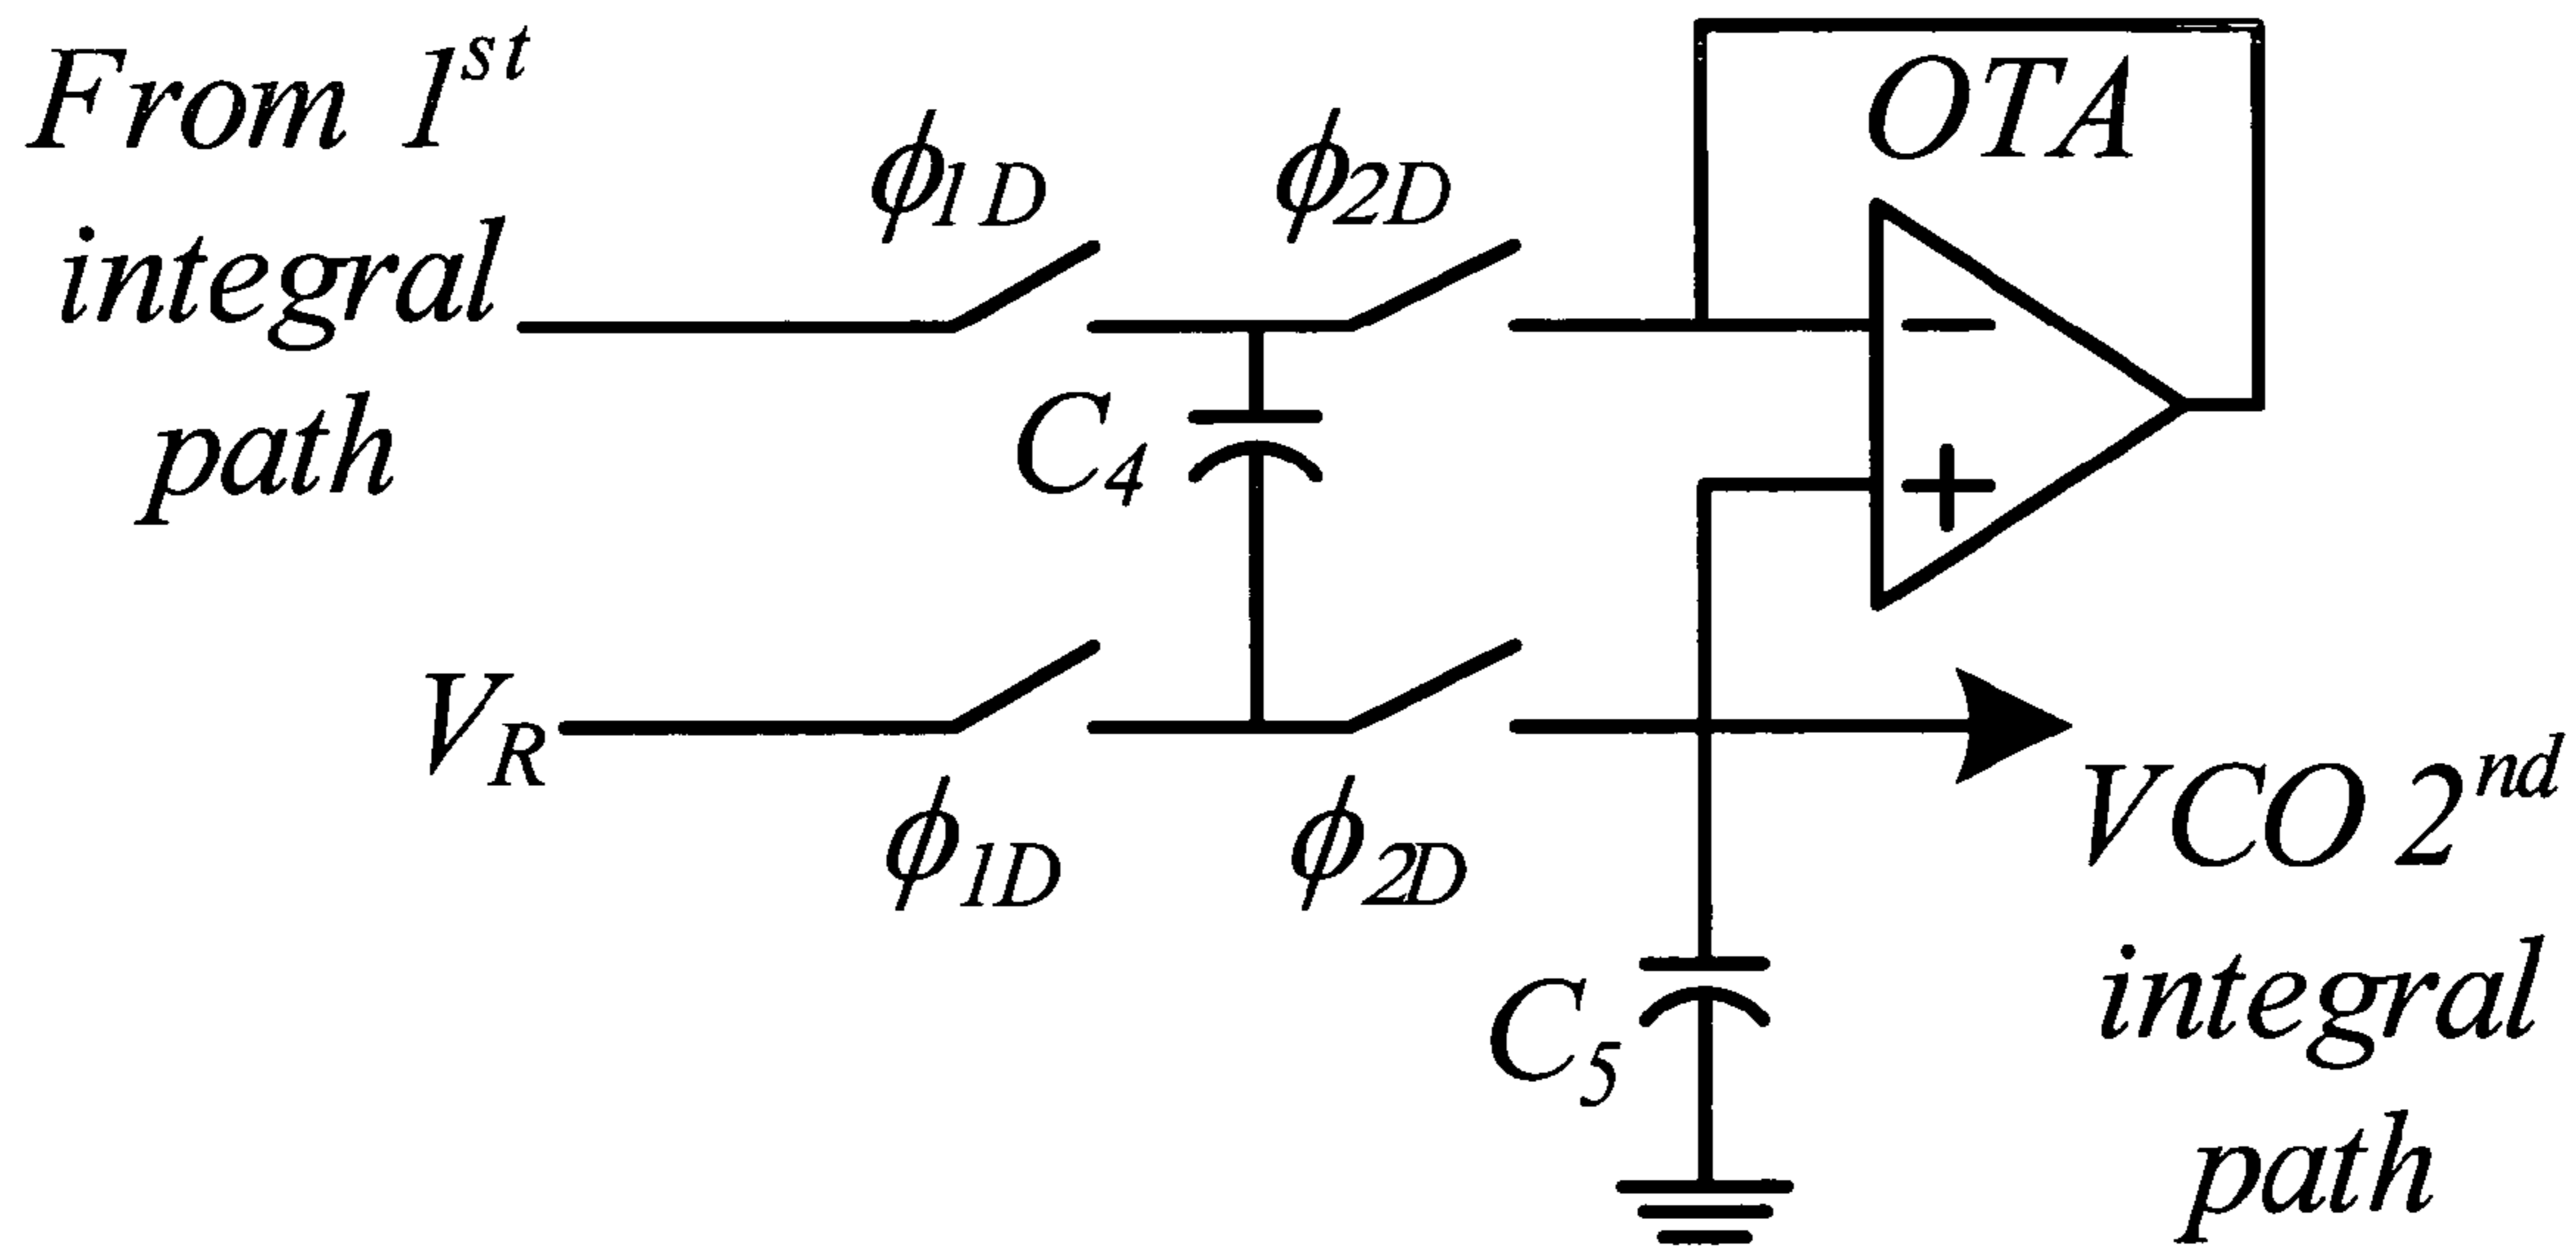 From 1st
integral
path
ϕ1D
ϕ2D
OTA
−
+
C4
VR
ϕ1D
ϕ2D
C5
VCO 2nd
integral
path